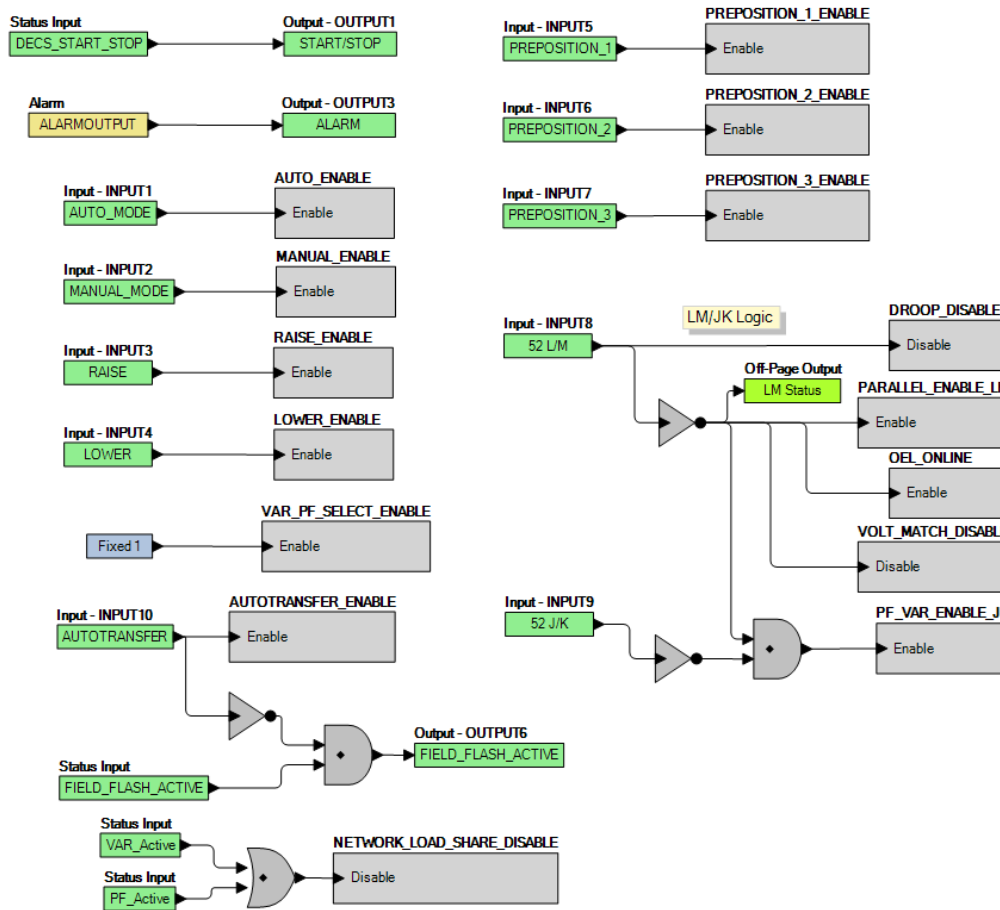 Status Input
DECS_START_STOP
Output - OUTPUT1
START/STOP
Alarm
ALARMOUTPUT
Output - OUTPUT3
ALARM
Input - INPUT1
AUTO_MODE
AUTO_ENABLE
Enable
Input - INPUT2
MANUAL_MODE
MANUAL_ENABLE
Enable
Input - INPUT3
RAISE
RAISE_ENABLE
Enable
Input - INPUT4
LOWER
LOWER_ENABLE
Enable
Fixed 1
VAR_PF_SELECT_ENABLE
Enable
Input - INPUT10
AUTOTRANSFER
AUTOTRANSFER_ENABLE
Enable
Status Input
FIELD_FLASH_ACTIVE
Output - OUTPUT6
FIELD_FLASH_ACTIVE
Status Input
VAR_Active
Status Input
PF_Active
NETWORK_LOAD_SHARE_DISABLE
Disable
Input - INPUT5
PREPOSITION_1
PREPOSITION_1_ENABLE
Enable
Input - INPUT6
PREPOSITION_2
PREPOSITION_2_ENABLE
Enable
Input - INPUT7
PREPOSITION_3
PREPOSITION_3_ENABLE
Enable
LM/JK Logic
Input - INPUT8
52 L/M
DROOP_DISABLE
Disable
Off-Page Output
LM Status
PARALLEL_ENABLE_L
Enable
OEL_ONLINE
Enable
VOLT_MATCH_DISABL
Disable
Input - INPUT9
52 J/K
PF_VAR_ENABLE_J
Enable